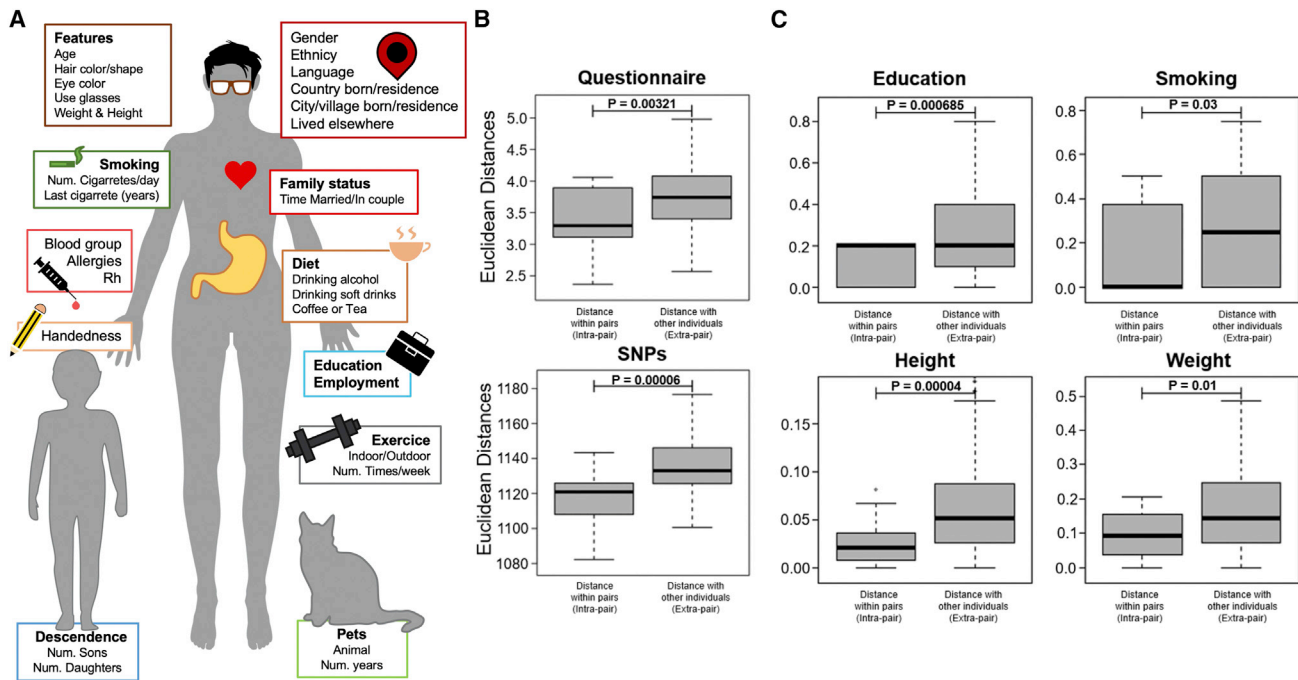 A
Features
Age
Hair color/shape
Eye color
Use glasses
Weight & Height
Gender
Ethnicy
Language
Country born/residence
City/village born/residence
Lived elsewhere
Smoking
Num. Cigarretes/day
Last cigarrete (years)
Family status
Time Married/In couple
Blood group
Allergies
Rh
Diet
Drinking alcohol
Drinking soft drinks
Coffee or Tea
Handedness
Education
Employment
Exercice
Indoor/Outdoor
Num. Times/week
Descendence
Num. Sons
Num. Daughters
Pets
Animal
Num. years
B
Questionnaire
P = 0.00321
Euclidean Distances
5.0
4.5
4.0
3.5
3.0
2.5
Distance
within pairs
(Intra-pair)
Distance with
other individuals
(Extra-pair)
SNPs
P = 0.00006
Euclidean Distances
1180
1160
1140
1120
1100
1080
Distance
within pairs
(Intra-pair)
Distance with
other individuals
(Extra-pair)
C
Education
P = 0.000685
0.8
0.6
0.4
0.2
0.0
Distance
within pairs
(Intra-pair)
Distance with
other individuals
(Extra-pair)
Smoking
P = 0.03
0.8
0.6
0.4
0.2
0.0
Distance
within pairs
(Intra-pair)
Distance with
other individuals
(Extra-pair)
Height
P = 0.00004
0.15
0.10
0.05
0.00
Distance
within pairs
(Intra-pair)
Distance with
other individuals
(Extra-pair)
Weight
P = 0.01
0.5
0.4
0.3
0.2
0.1
0.0
Distance
within pairs
(Intra-pair)
Distance with
other individuals
(Extra-pair)